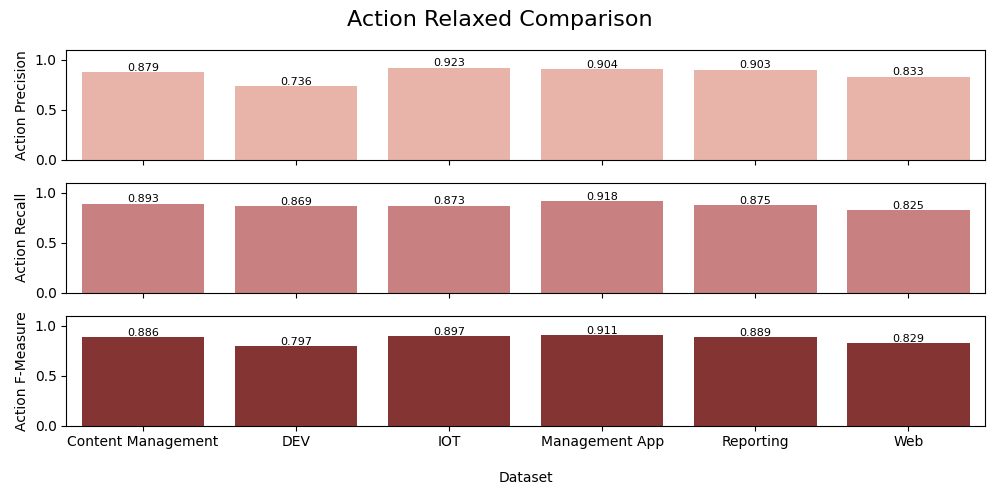 Action Relaxed Comparison
Action Precision
1.0
0.5
0.0
0.879
0.736
0.923
0.904
0.903
0.833
Action Recall
1.0
0.5
0.0
0.893
0.869
0.873
0.918
0.875
0.825
Action F-Measure
1.0
0.5
0.0
0.886
0.797
0.897
0.911
0.889
0.829
Content Management
DEV
IOT
Management App
Reporting
Web
Dataset